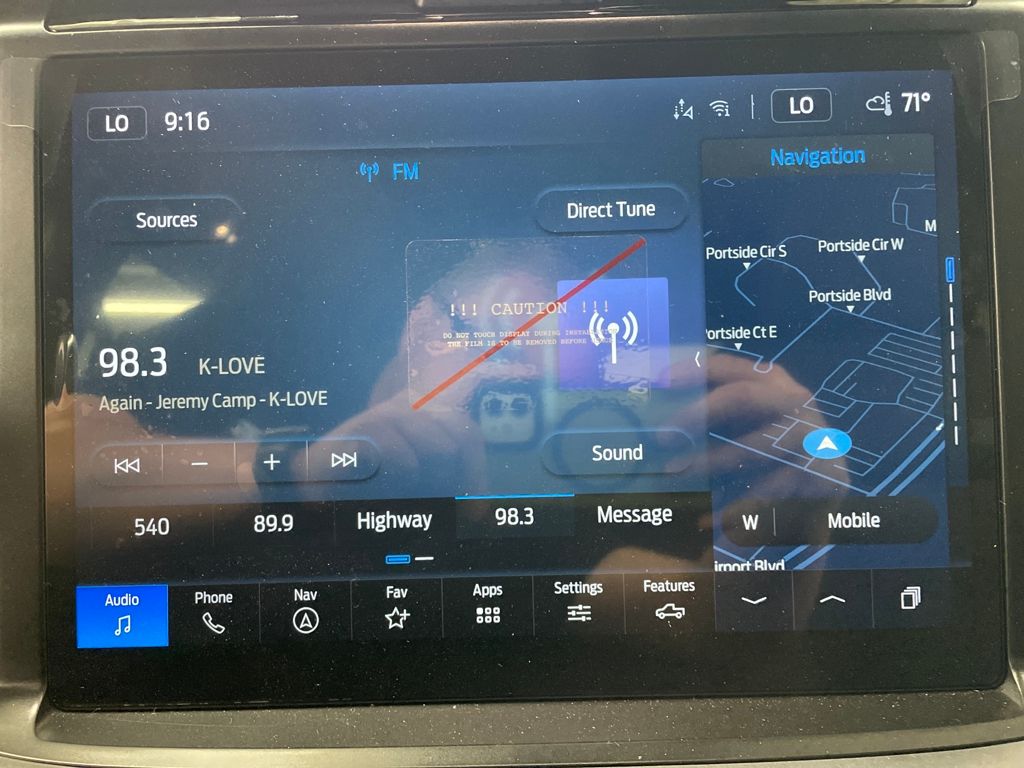 LO 9:16 LO 71°
FM
Navigation
Sources
Direct Tune
M
Portside Cir S
Portside Cir W
Portside Blvd
!!! CAUTION !!!
DO NOT TOUCH DISPLAY DURING
THE FILM IS TO BE REMOVED BEFORE
98.3 K-LOVE
Again - Jeremy Camp - K-LOVE
ortside Ct E
Sound
540 89.9 Highway 98.3 Message
W Mobile
irport Blvd
Audio Phone Nav Fav Apps Settings Features